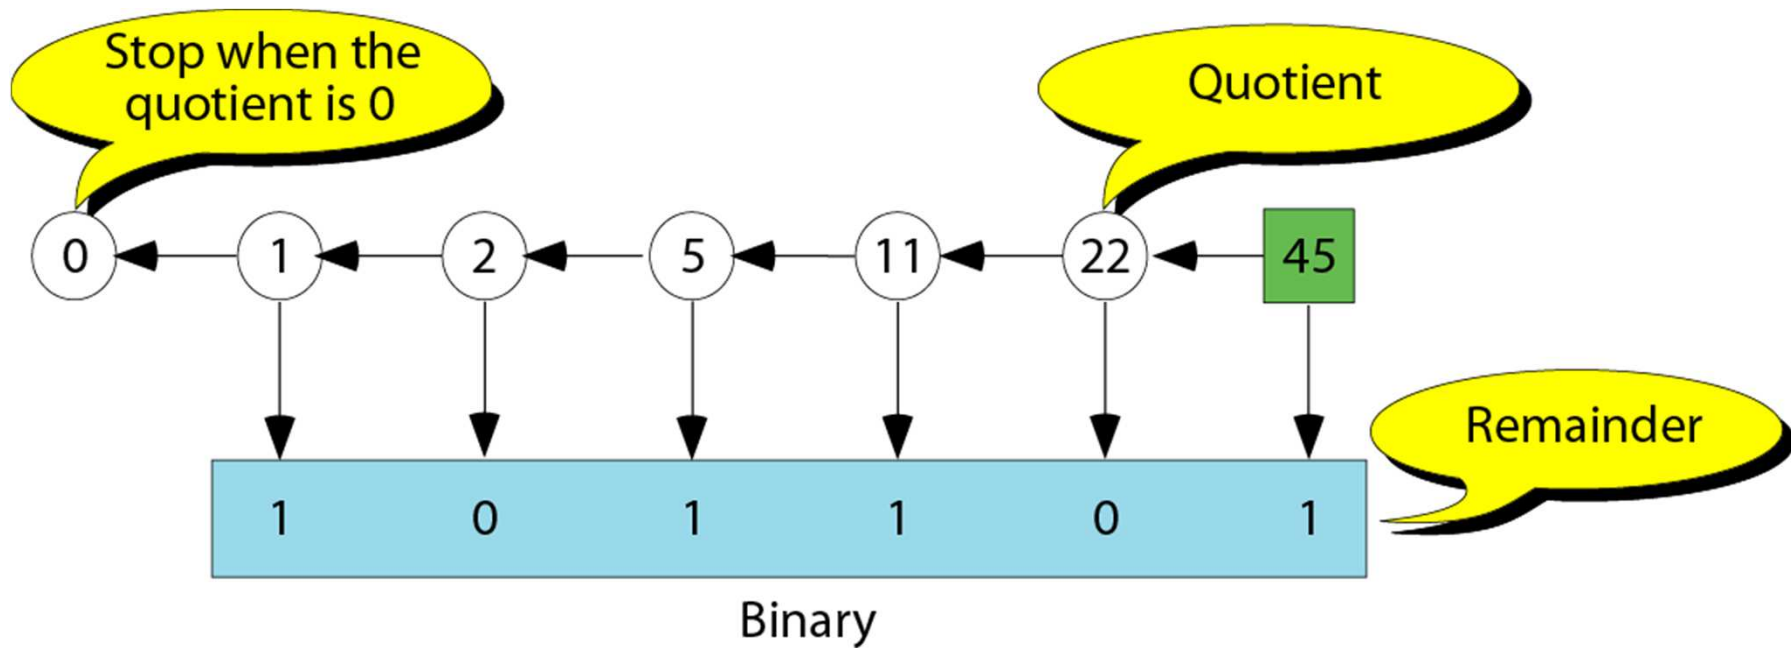 Stop when the
quotient is 0
Quotient
0 1 2 5 11 22 45
Remainder
1 0 1 1 0 1
Binary